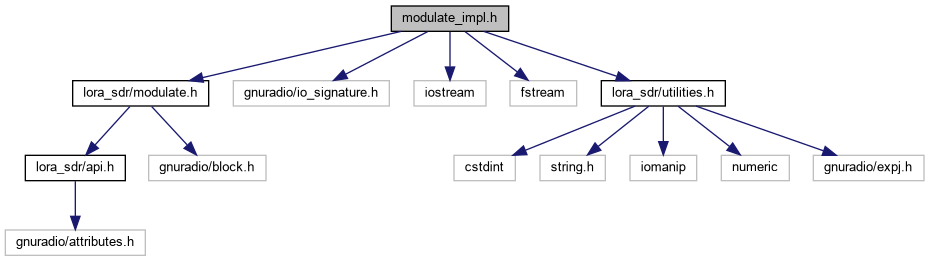 modulate_impl.h
lora_sdr/modulate.h
gnuradio/io_signature.h
iostream
fstream
lora_sdr/utilities.h
lora_sdr/api.h
gnuradio/block.h
cstdint
string.h
iomanip
numeric
gnuradio/expj.h
gnuradio/attributes.h